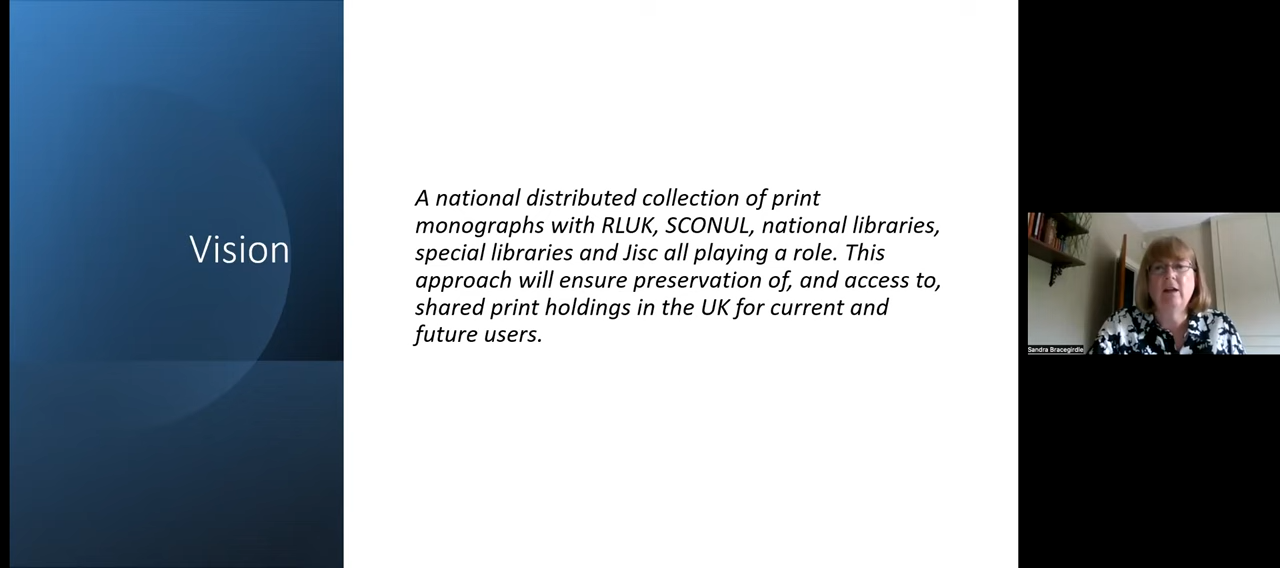 Vision
A national distributed collection of print
monographs with RLUK, SCONUL, national libraries,
special libraries and Jisc all playing a role. This
approach will ensure preservation of, and access to,
shared print holdings in the UK for current and
future users.
Sandra Bracegirdle